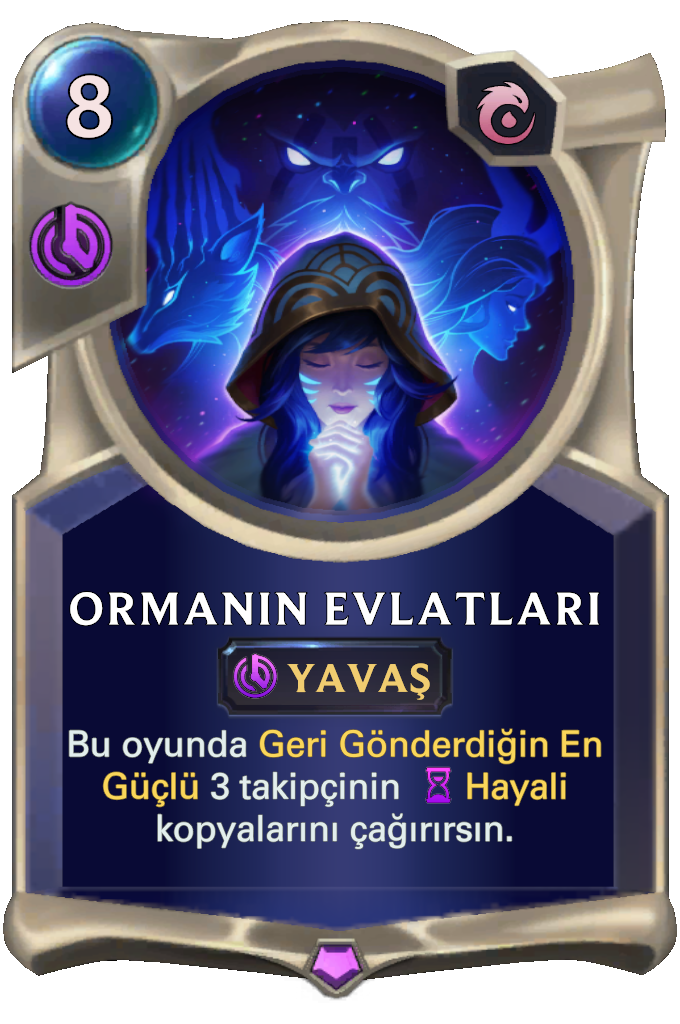 8
ORMANIN EVLATLARI
YAVAŞ
Bu oyunda Geri Gönderdiğin En
Güçlü 3 takipçinin Hayali
kopyalarını çağırırsın.